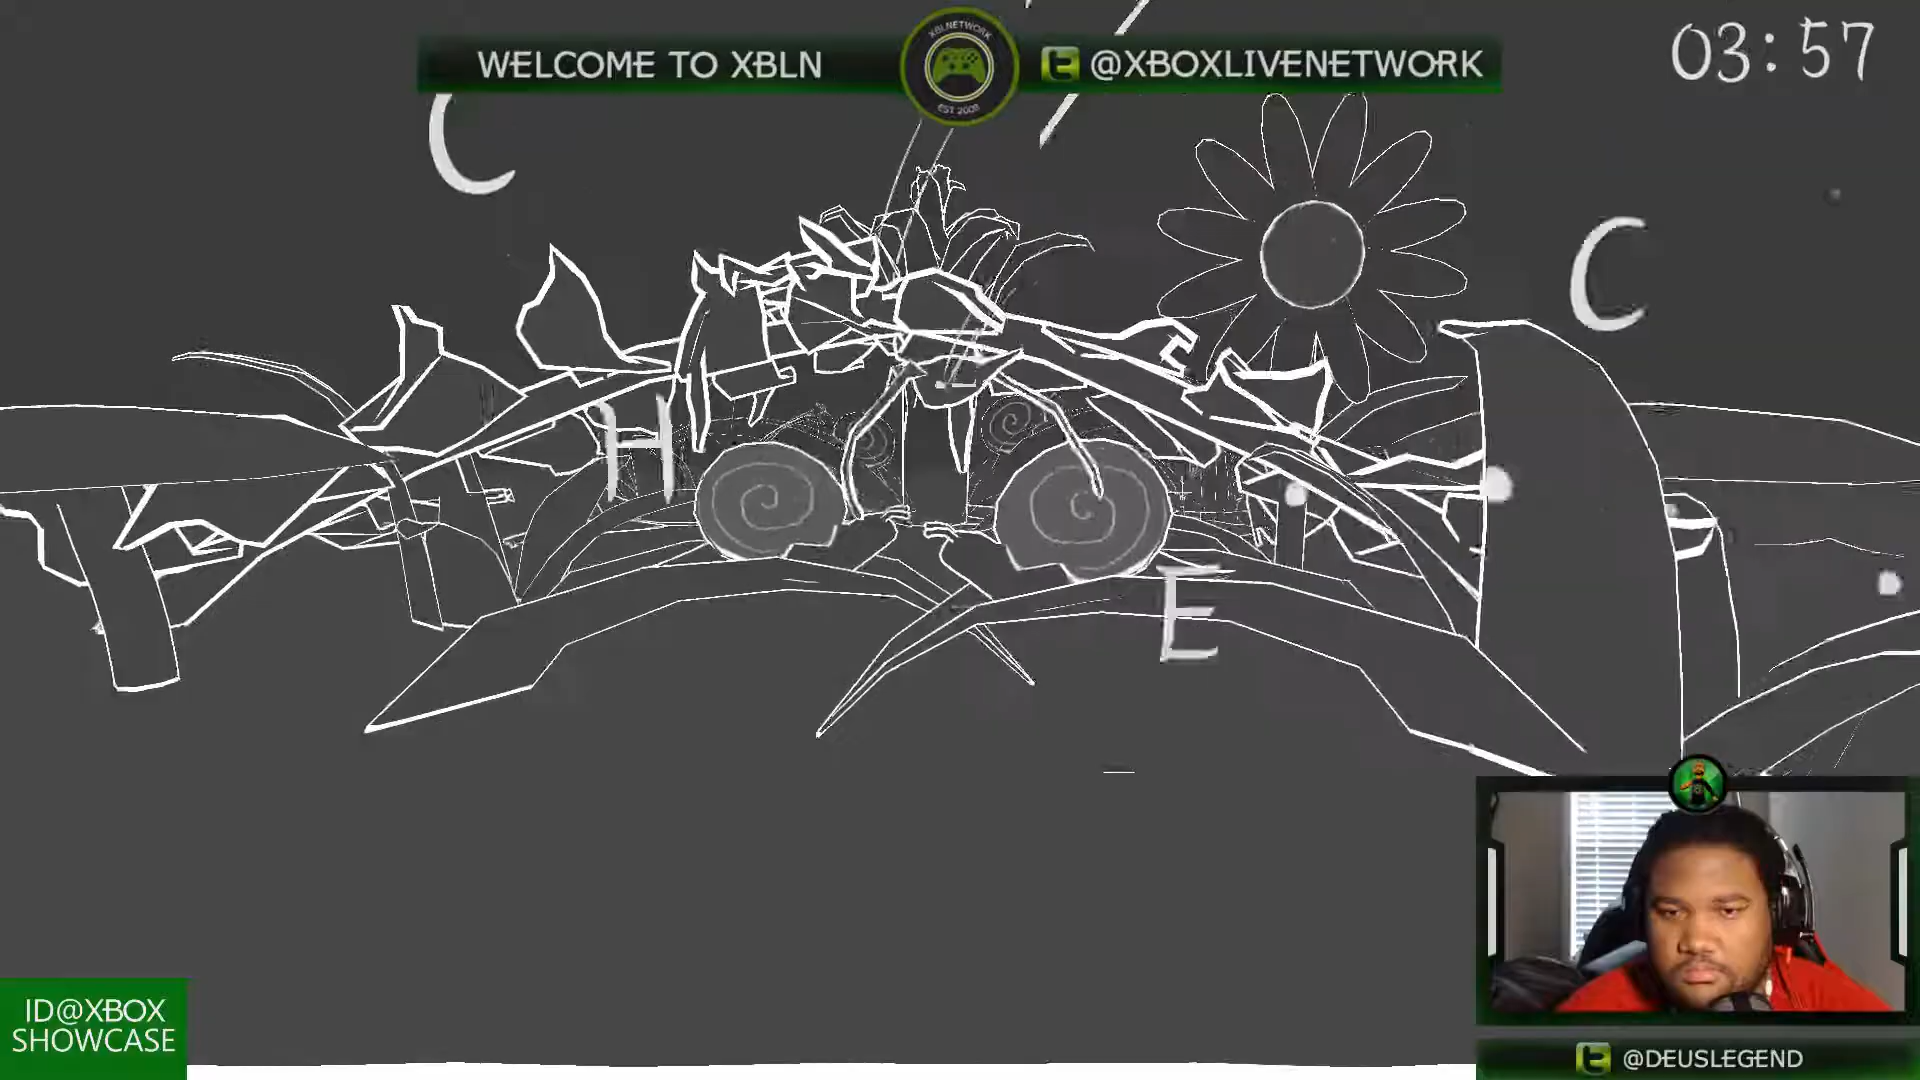 WELCOME TO XBLN
XBLNETWORK
EST 2008
@XBOXLIVENETWORK
03:57
C
C
H
E
ID@XBOX
SHOWCASE
@DEUSLEGEND